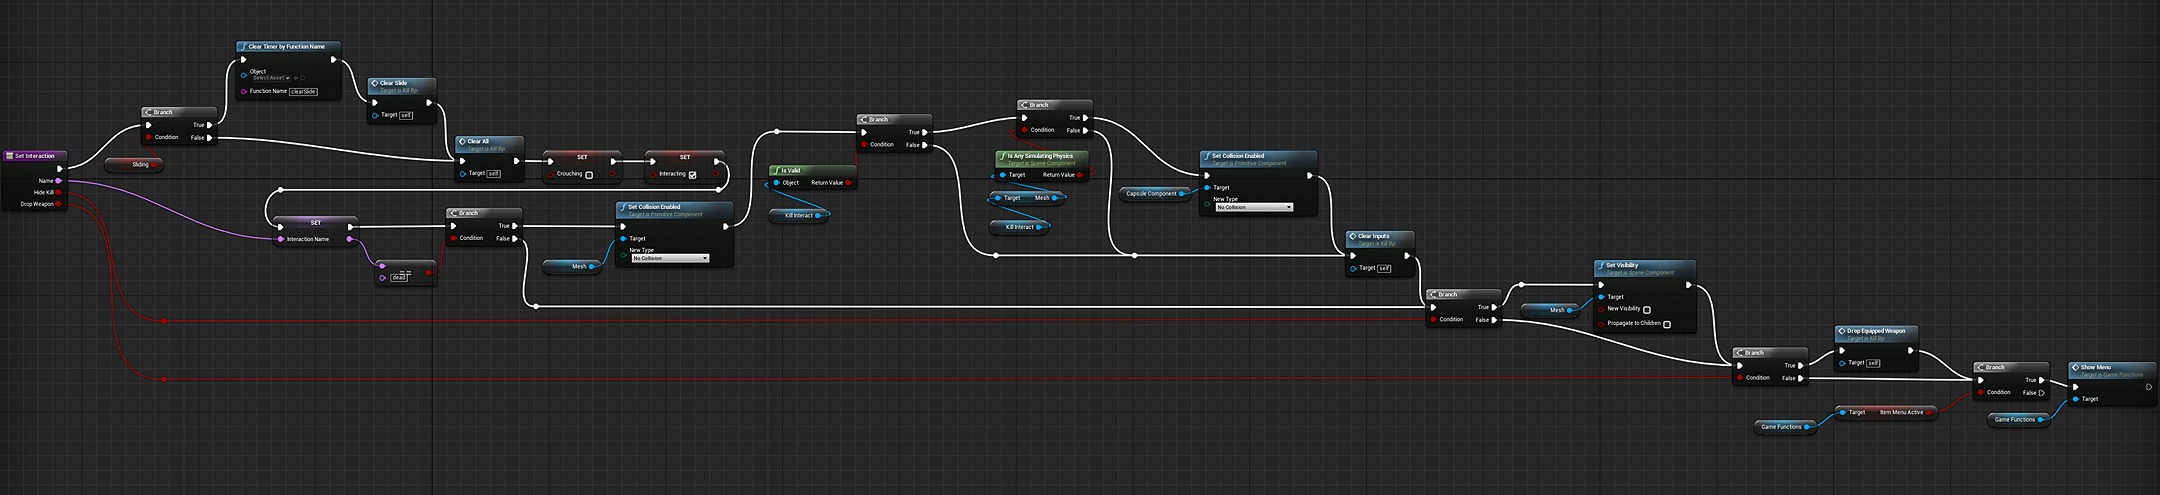 Set Interaction
Name
Hide Kill
Drop Weapon
Branch
Condition
True
False
Sliding
Clear Timer by Function Name
Object
Select Asset
Function Name clearSlide
Clear Slide
Target is Kill Bp
Target self
Clear All
Target is Kill Bp
Target self
SET
Crouching
SET
Interacting
SET
Interaction Name
==
dead
Branch
Condition
True
False
Mesh
Set Collision Enabled
Target is Primitive Component
Target
New Type
No Collision
Is Valid
Object Return Value
Kill Interact
Branch
Condition
True
False
Branch
Condition
True
False
Is Any Simulating Physics
Target is Scene Component
Target Return Value
Target Mesh
Kill Interact
Capsule Component
Set Collision Enabled
Target is Primitive Component
Target
New Type
No Collision
Clear Inputs
Target is Kill Bp
Target self
Branch
Condition
True
False
Mesh
Set Visibility
Target is Scene Component
Target
New Visibility
Propagate to Children
Branch
Condition
True
False
Drop Equipped Weapon
Target is Kill Bp
Target self
Game Functions
Target Item Menu Active
Branch
Condition
True
False
Game Functions
Show Menu
Target is Game Functions
Target